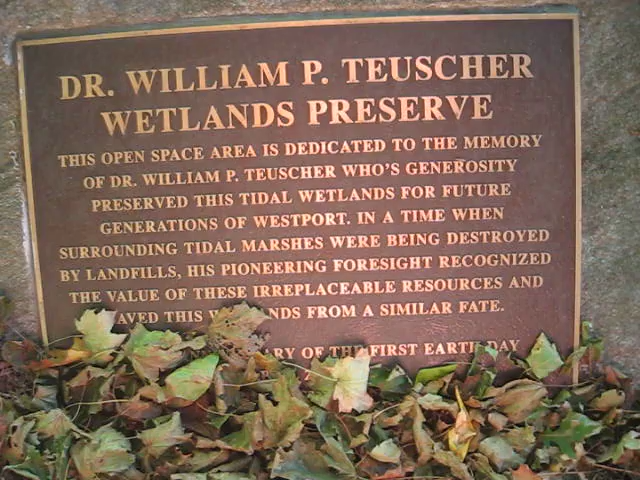 DR. WILLIAM P. TEUSCHER
WETLANDS PRESERVE
THIS OPEN SPACE AREA IS DEDICATED TO THE MEMORY
OF DR. WILLIAM P. TEUSCHER WHO'S GENEROSITY
PRESERVED THIS TIDAL WETLANDS FOR FUTURE
GENERATIONS OF WESTPORT. IN A TIME WHEN
SURROUNDING TIDAL MARSHES WERE BEING DESTROYED
BY LANDFILLS, HIS PIONEERING FORESIGHT RECOGNIZED
THE VALUE OF THESE IRREPLACEABLE RESOURCES AND
THIS FROM A SIMILAR FATE.
OF THE FIRST EARTH DAY